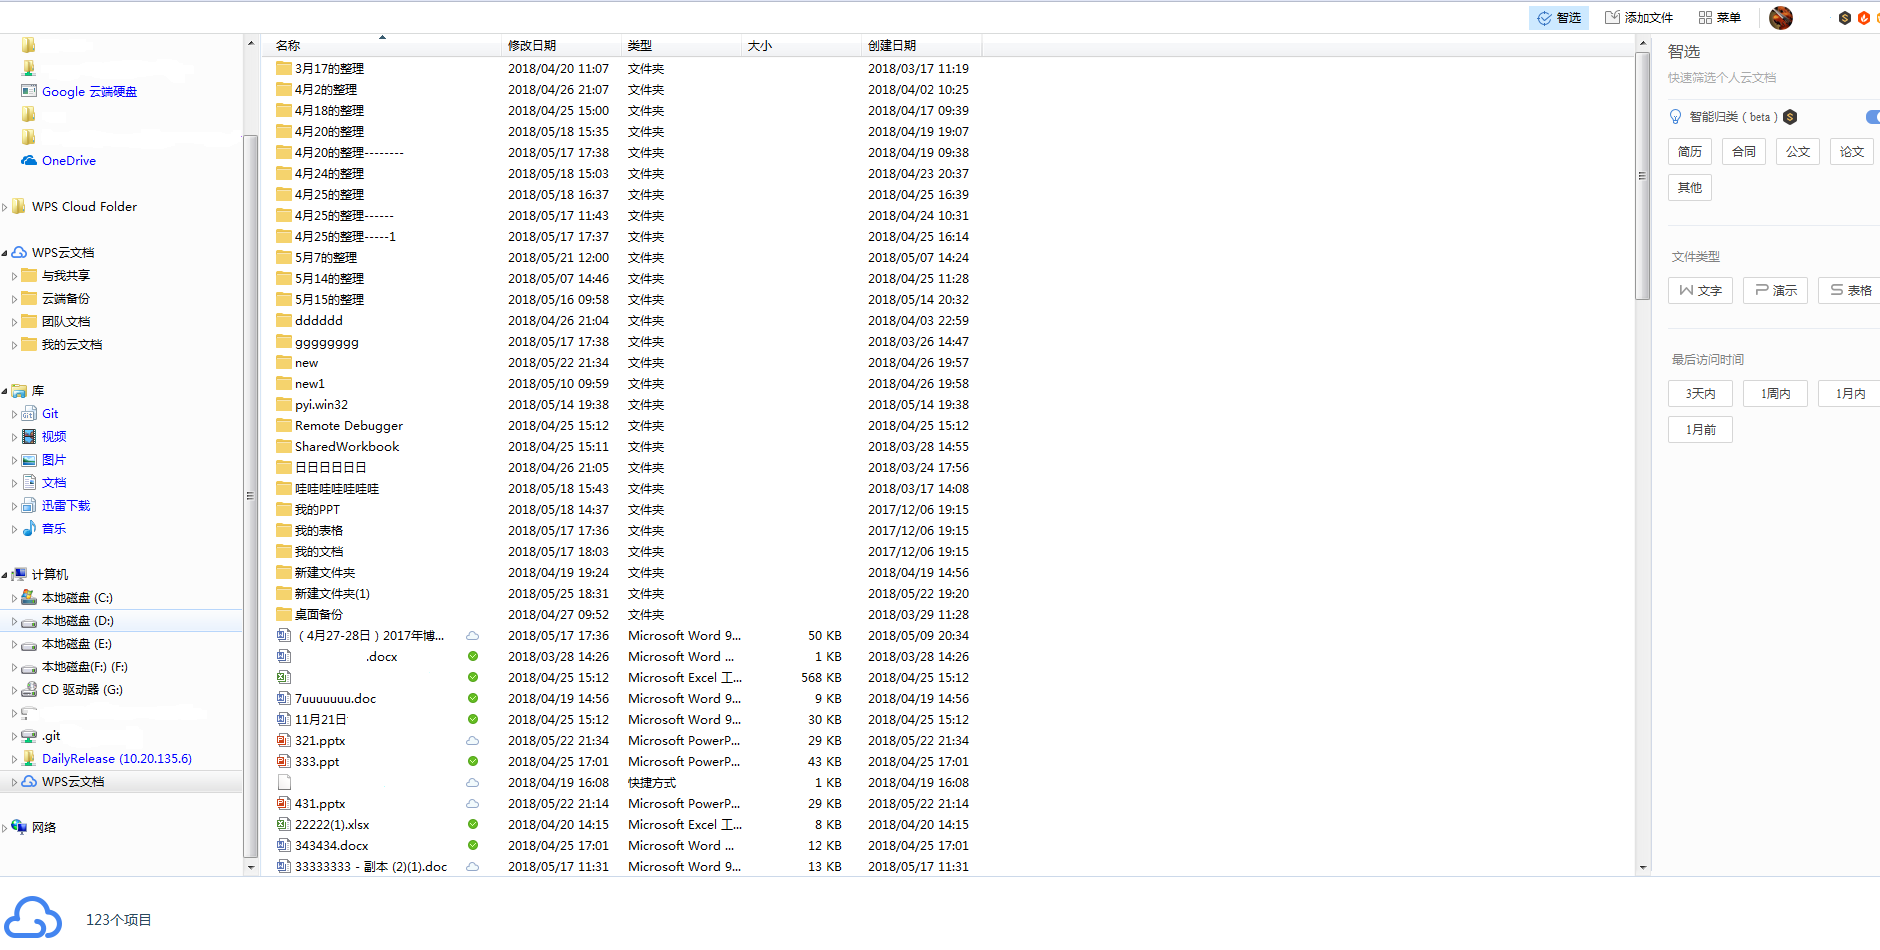 智选 添加文件 菜单
Google 云端硬盘
OneDrive
WPS Cloud Folder
WPS云文档
与我共享
云端备份
团队文档
我的云文档
库
Git
视频
图片
文档
迅雷下载
音乐
计算机
本地磁盘 (C:)
本地磁盘 (D:)
本地磁盘 (E:)
本地磁盘(F:) (F:)
CD 驱动器 (G:)
.git
DailyRelease (10.20.135.6)
WPS云文档
网络
名称 修改日期 类型 大小 创建日期
3月17的整理 2018/04/20 11:07 文件夹 2018/03/17 11:19
4月2的整理 2018/04/26 21:07 文件夹 2018/04/02 10:25
4月18的整理 2018/04/25 15:00 文件夹 2018/04/17 09:39
4月20的整理 2018/05/18 15:35 文件夹 2018/04/19 19:07
4月20的整理-------- 2018/05/17 17:38 文件夹 2018/04/19 09:38
4月24的整理 2018/05/18 15:03 文件夹 2018/04/23 20:37
4月25的整理 2018/05/18 16:37 文件夹 2018/04/25 16:39
4月25的整理------ 2018/05/17 11:43 文件夹 2018/04/24 10:31
4月25的整理-----1 2018/05/17 17:37 文件夹 2018/04/25 16:14
5月7的整理 2018/05/21 12:00 文件夹 2018/05/07 14:24
5月14的整理 2018/05/07 14:46 文件夹 2018/04/25 11:28
5月15的整理 2018/05/16 09:58 文件夹 2018/05/14 20:32
dddddd 2018/04/26 21:04 文件夹 2018/04/03 22:59
gggggggg 2018/05/17 17:38 文件夹 2018/03/26 14:47
new 2018/05/22 21:34 文件夹 2018/04/26 19:57
new1 2018/05/10 09:59 文件夹 2018/04/26 19:58
pyi.win32 2018/05/14 19:38 文件夹 2018/05/14 19:38
Remote Debugger 2018/04/25 15:12 文件夹 2018/04/25 15:12
SharedWorkbook 2018/04/25 15:11 文件夹 2018/03/28 14:55
日日日日日日 2018/04/26 21:05 文件夹 2018/03/24 17:56
哇哇哇哇哇哇哇 2018/05/18 15:43 文件夹 2018/03/17 14:08
我的PPT 2018/05/18 14:37 文件夹 2017/12/06 19:15
我的表格 2018/05/17 17:36 文件夹 2017/12/06 19:15
我的文档 2018/05/17 18:03 文件夹 2017/12/06 19:15
新建文件夹 2018/04/19 19:24 文件夹 2018/04/19 14:56
新建文件夹(1) 2018/05/25 18:31 文件夹 2018/05/22 19:20
桌面备份 2018/04/27 09:52 文件夹 2018/03/29 11:28
（4月27-28日）2017年博... 2018/05/17 17:36 Microsoft Word 9... 50 KB 2018/05/09 20:34
.docx 2018/03/28 14:26 Microsoft Word ... 1 KB 2018/03/28 14:26
2018/04/25 15:12 Microsoft Excel 工... 568 KB 2018/04/25 15:12
7uuuuuuu.doc 2018/04/19 14:56 Microsoft Word 9... 9 KB 2018/04/19 14:56
11月21日 2018/04/25 15:12 Microsoft Word 9... 30 KB 2018/04/25 15:12
321.pptx 2018/05/22 21:34 Microsoft PowerP... 29 KB 2018/05/22 21:34
333.ppt 2018/04/25 17:01 Microsoft PowerP... 43 KB 2018/04/25 17:01
2018/04/19 16:08 快捷方式 1 KB 2018/04/19 16:08
431.pptx 2018/05/22 21:14 Microsoft PowerP... 29 KB 2018/05/22 21:14
22222(1).xlsx 2018/04/20 14:15 Microsoft Excel 工... 8 KB 2018/04/20 14:15
343434.docx 2018/04/25 17:01 Microsoft Word ... 12 KB 2018/04/25 17:01
33333333 - 副本 (2)(1).doc 2018/05/17 11:31 Microsoft Word 9... 13 KB 2018/05/17 11:31
智选
快速筛选个人云文档
智能归类（beta）
简历 合同 公文 论文
其他
文件类型
文字 演示 表格
最后访问时间
3天内 1周内 1月内
1月前
123个项目